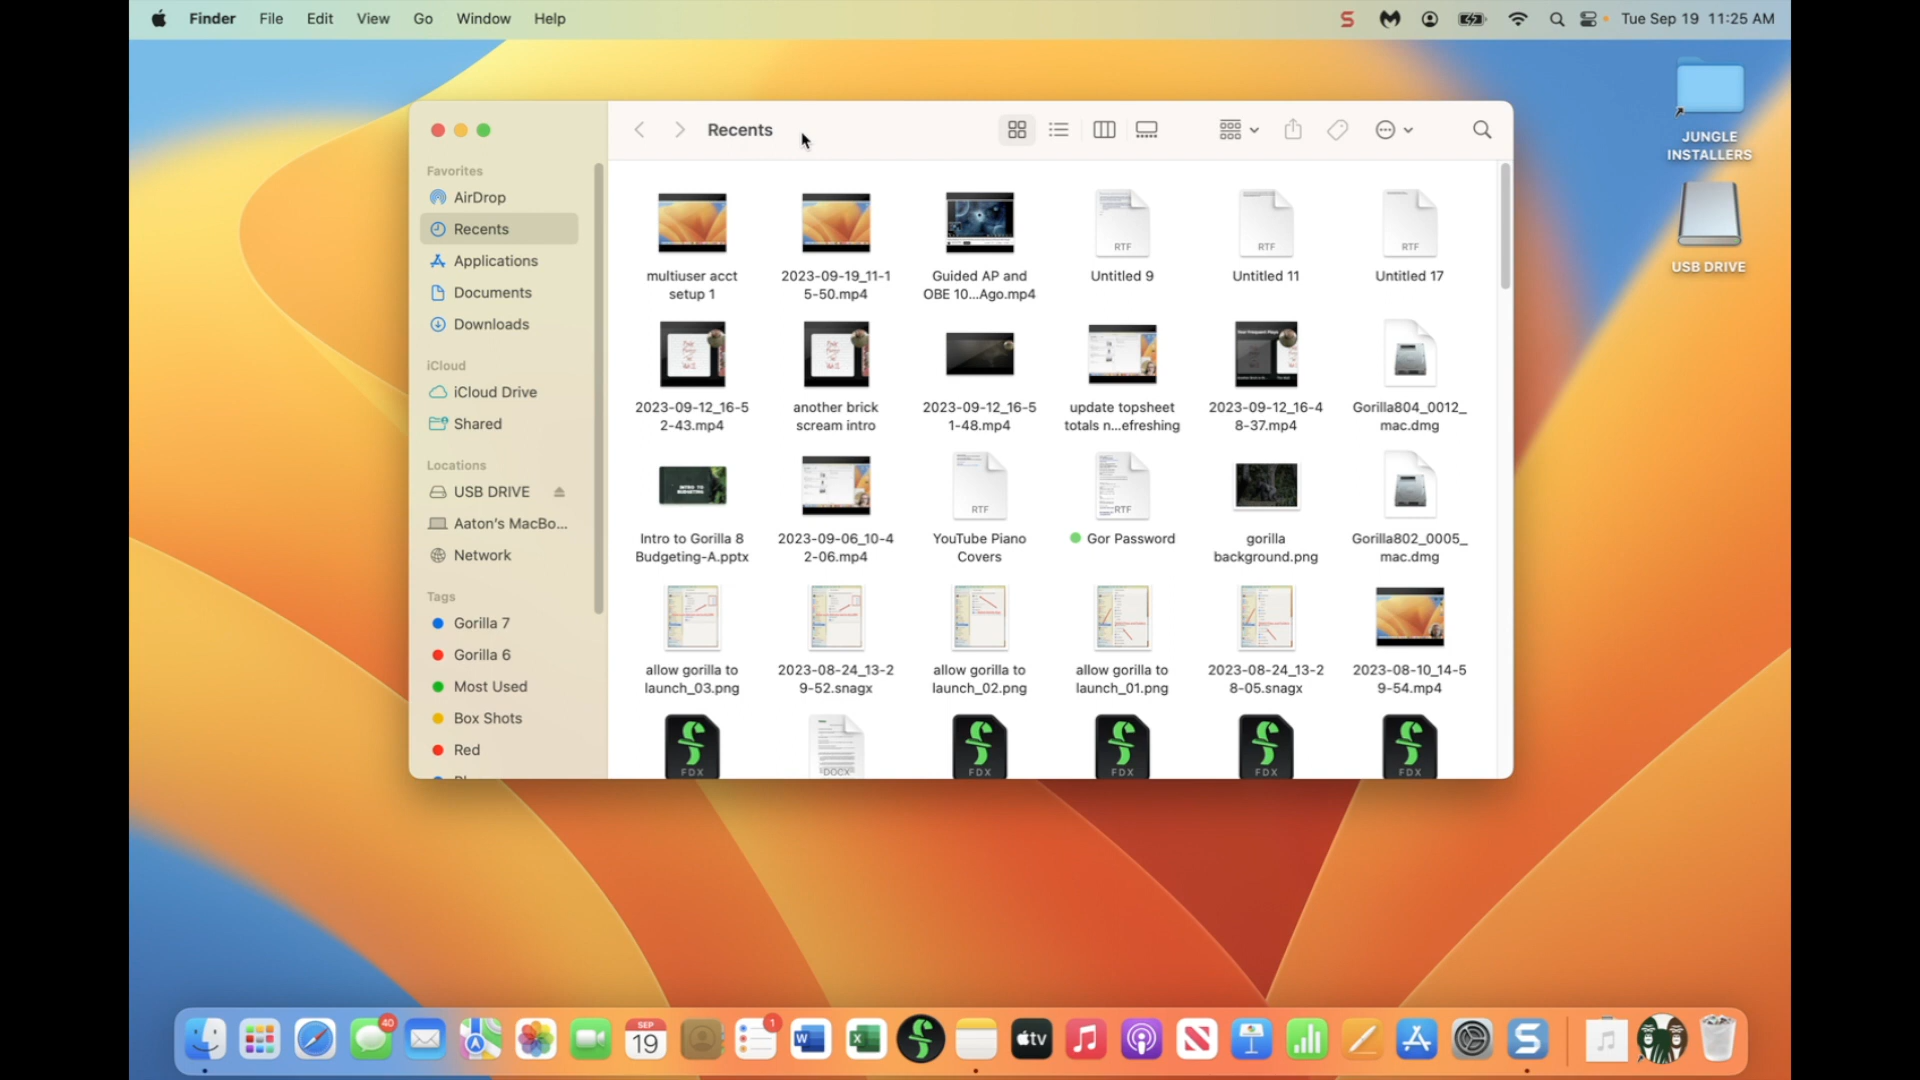 Finder File Edit View Go Window Help Tue Sep 19 11:25 AM
JUNGLE
INSTALLERS
USB DRIVE
Recents
Favorites
AirDrop
Recents
Applications
Documents
Downloads
iCloud
iCloud Drive
Shared
Locations
USB DRIVE
Aaton's MacBo...
Network
Tags
Gorilla 7
Gorilla 6
Most Used
Box Shots
Red
multiuser acct
setup 1
2023-09-19_11-1
5-50.mp4
Guided AP and
OBE 10...Ago.mp4
RTF
Untitled 9
RTF
Untitled 11
RTF
Untitled 17
2023-09-12_16-5
2-43.mp4
another brick
scream intro
2023-09-12_16-5
1-48.mp4
update topsheet
totals n...efreshing
2023-09-12_16-4
8-37.mp4
Gorilla804_0012_
mac.dmg
INTRO TO
BUDGETING
Intro to Gorilla 8
Budgeting-A.pptx
2023-09-06_10-4
2-06.mp4
RTF
YouTube Piano
Covers
RTF
Gor Password
gorilla
background.png
Gorilla802_0005_
mac.dmg
allow gorilla to
launch_03.png
2023-08-24_13-2
9-52.snagx
allow gorilla to
launch_02.png
allow gorilla to
launch_01.png
2023-08-24_13-2
8-05.snagx
2023-08-10_14-5
9-54.mp4
FDX
DOCX
FDX
FDX
FDX
FDX
40
SEP
19
1
tv